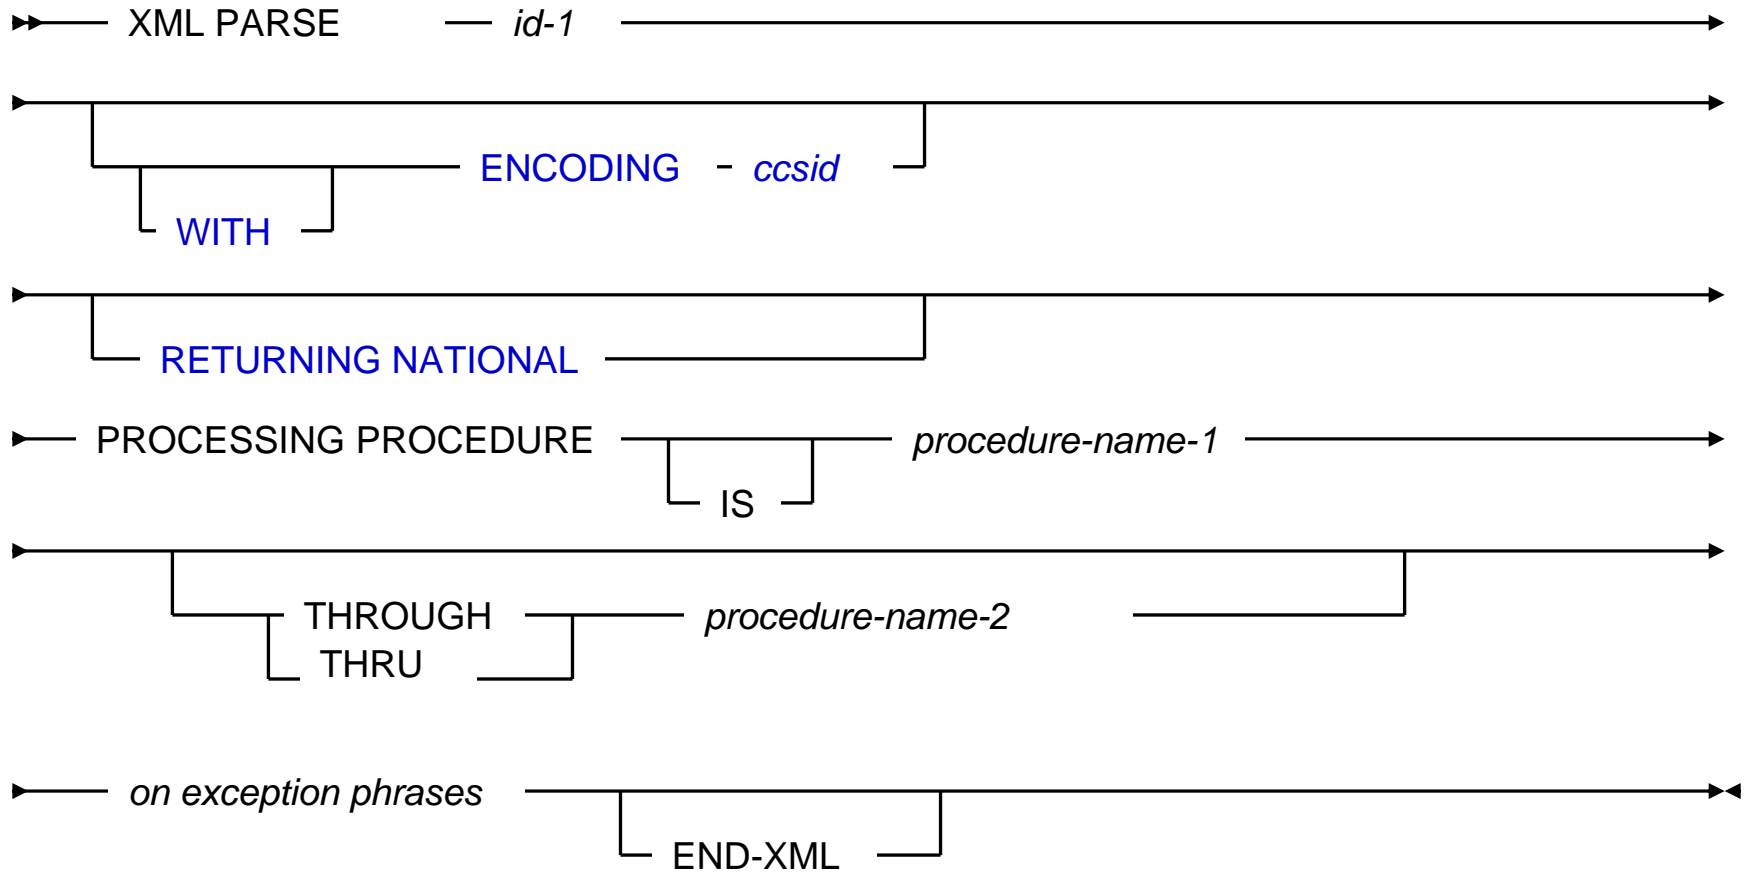 XML PARSE id-1
ENCODING ccsid
WITH
RETURNING NATIONAL
PROCESSING PROCEDURE procedure-name-1
IS
THROUGH procedure-name-2
THRU
on exception phrases
END-XML